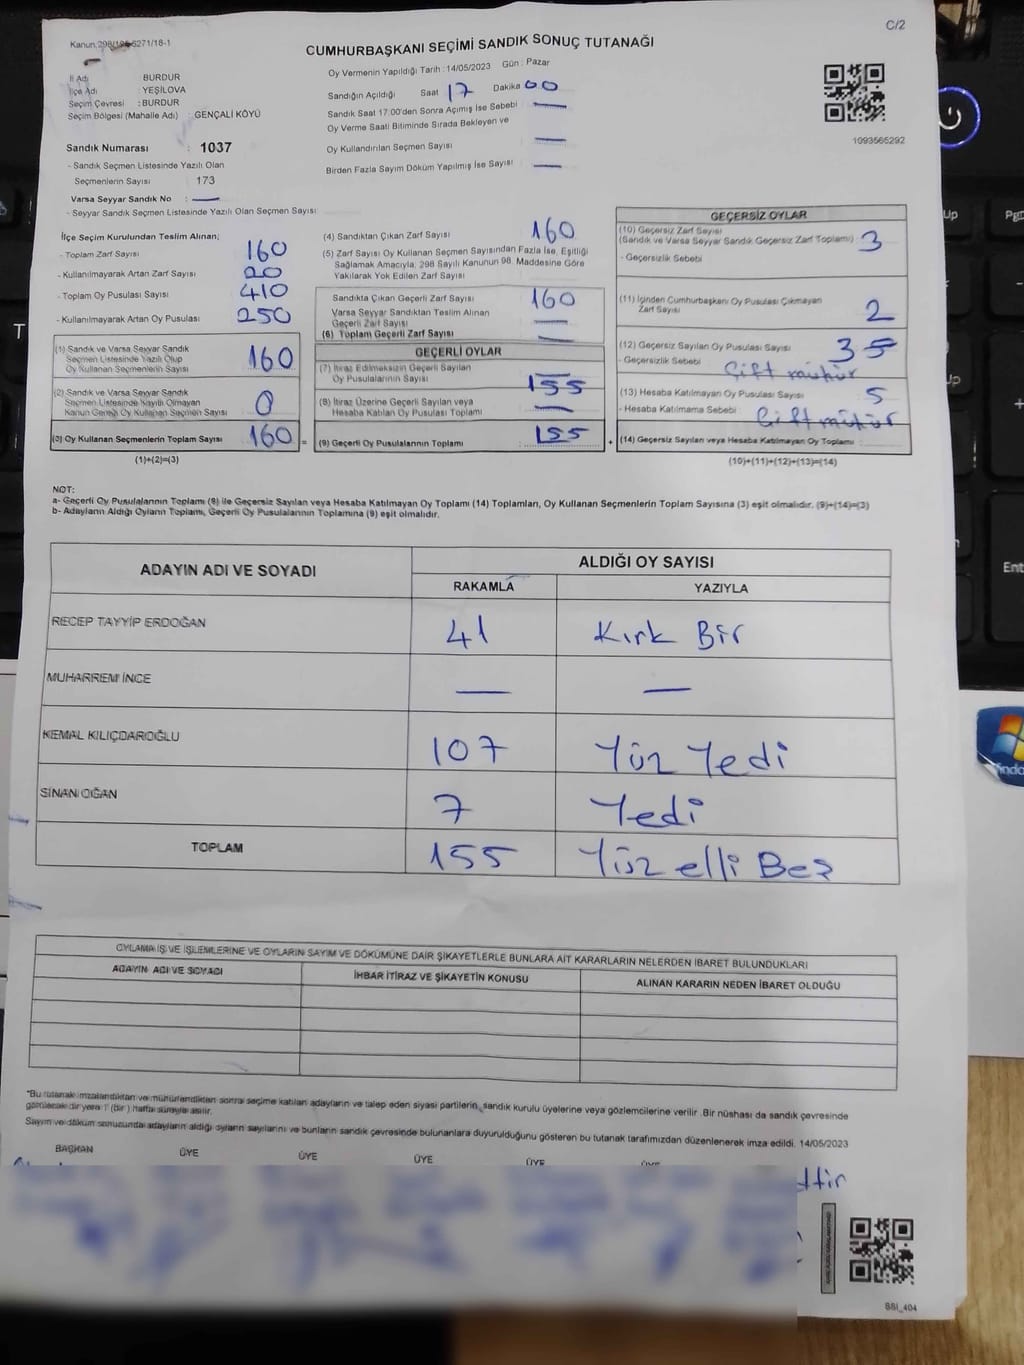 C/2
Kanun:298/195-6271/18-1
CUMHURBAŞKANI SEÇİMİ SANDIK SONUÇ TUTANAĞI
İl Adı BURDUR
İlçe Adı : YEŞİLOVA
Seçim Çevresi : BURDUR
Seçim Bölgesi (Mahalle Adı) GENÇALİ KÖYÜ
Sandık Numarası : 1037
- Sandık Seçmen Listesinde Yazılı Olan
Seçmenlerin Sayısı : 173
Varsa Seyyar Sandık No : —
- Seyyar Sandık Seçmen Listesinde Yazılı Olan Seçmen Sayısı:
Oy Vermenin Yapıldığı Tarih : 14/05/2023 Gün : Pazar
Sandığın Açıldığı Saat 17 Dakika 00
Sandık Saat 17:00'den Sonra Açımış İse Sebebi —
Oy Verme Saati Bitiminde Sırada Bekleyen ve
Oy Kullandırılan Seçmen Sayısı —
Birden Fazla Sayım Döküm Yapılmış İse Sayısı —
1093565292
İlçe Seçim Kurulundan Teslim Alınan;
- Toplam Zarf Sayısı : 160
- Kullanılmayarak Artan Zarf Sayısı : 20
- Toplam Oy Pusulası Sayısı : 410
- Kullanılmayarak Artan Oy Pusulası : 250
(1) Sandık ve Varsa Seyyar Sandık
Seçmen Listesinde Yazılı Olup
Oy Kullanan Seçmenlerin Sayısı 160
(2) Sandık ve Varsa Seyyar Sandık
Seçmen Listesinde Kayıtlı Olmayan
Kanun Gereği Oy Kullanan Seçmen Sayısı 0
(3) Oy Kullanan Seçmenlerin Toplam Sayısı 160 =
(1)+(2)=(3)
(4) Sandıktan Çıkan Zarf Sayısı 160
(5) Zarf Sayısı Oy Kullanan Seçmen Sayısından Fazla İse, Eşitliği
Sağlamak Amacıyla; 298 Sayılı Kanunun 98. Maddesine Göre
Yakılarak Yok Edilen Zarf Sayısı
Sandıkta Çıkan Geçerli Zarf Sayısı 160
Varsa Seyyar Sandıktan Teslim Alınan
Geçerli Zarf Sayısı —
(6) Toplam Geçerli Zarf Sayısı —
GEÇERLİ OYLAR
(7) İtiraz Edilmeksizin Geçerli Sayılan
Oy Pusulalarının Sayısı 155
(8) İtiraz Üzerine Geçerli Sayılan veya
Hesaba Katılan Oy Pusulası Toplamı —
(9) Geçerli Oy Pusulalarının Toplamı 155 +
GEÇERSİZ OYLAR
(10) Geçersiz Zarf Sayısı
(Sandık ve Varsa Seyyar Sandık Geçersiz Zarf Toplamı) : 3
- Geçersizlik Sebebi
(11) İçinden Cumhurbaşkanı Oy Pusulası Çıkmayan
Zarf Sayısı 2
(12) Geçersiz Sayılan Oy Pusulası Sayısı 35
- Geçersizlik Sebebi Çift mühür
(13) Hesaba Katılmayan Oy Pusulası Sayısı 5
- Hesaba Katılmama Sebebi Çift mühür
(14) Geçersiz Sayılan veya Hesaba Katılmayan Oy Toplamı :
(10)+(11)+(12)+(13)=(14)
NOT:
a- Geçerli Oy Pusulalarının Toplamı (9) ile Geçersiz Sayılan veya Hesaba Katılmayan Oy Toplamı (14) Toplamları, Oy Kullanan Seçmenlerin Toplam Sayısına (3) eşit olmalıdır. (9)+(14)=(3)
b- Adayların Aldığı Oyların Toplamı, Geçerli Oy Pusulalarının Toplamına (9) eşit olmalıdır.
ADAYIN ADI VE SOYADI ALDIĞI OY SAYISI
RAKAMLA YAZIYLA
RECEP TAYYİP ERDOĞAN 41 Kırk Bir
MUHARREM İNCE — —
KEMAL KILIÇDAROĞLU 107 Yüz Yedi
SİNAN OĞAN 7 Yedi
TOPLAM 155 Yüz elli Beş
OYLAMA İŞ VE İŞLEMLERİNE VE OYLARIN SAYIM VE DÖKÜMÜNE DAİR ŞİKAYETLERLE BUNLARA AİT KARARLARIN NELERDEN İBARET BULUNDUKLARI
ADAYIN ADI VE SOYADI İHBAR İTİRAZ VE ŞİKAYETİN KONUSU ALINAN KARARIN NEDEN İBARET OLDUĞU
*Bu tutanak imzalandıktan ve mühürlendikten sonra seçime katılan adayların ve talep eden siyasi partilerin, sandık kurulu üyelerine veya gözlemcilerine verilir. Bir nüshası da sandık çevresinde
görülecek bir yere 1 (bir) hafta süreyle asılır.
Sayım ve döküm sonucunda adayların aldığı oyların sayılarını ve bunların sandık çevresinde bulunanlara duyurulduğunu gösteren bu tutanak tarafımızdan düzenlenerek imza edildi. 14/05/2023
BAŞKAN ÜYE ÜYE ÜYE ÜYE ÜYE
SBI_404